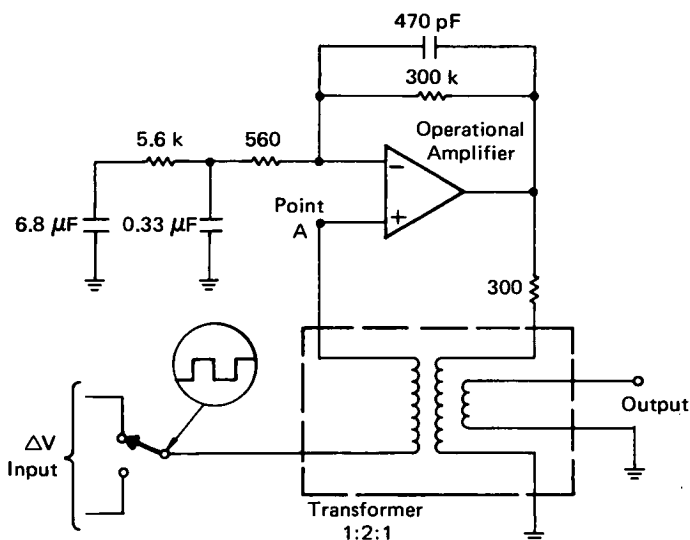 470 pF
300 k
Operational
Amplifier
5.6 k
560
−
+
Point
A
6.8 μF
0.33 μF
300
ΔV
Input
Output
Transformer
1:2:1